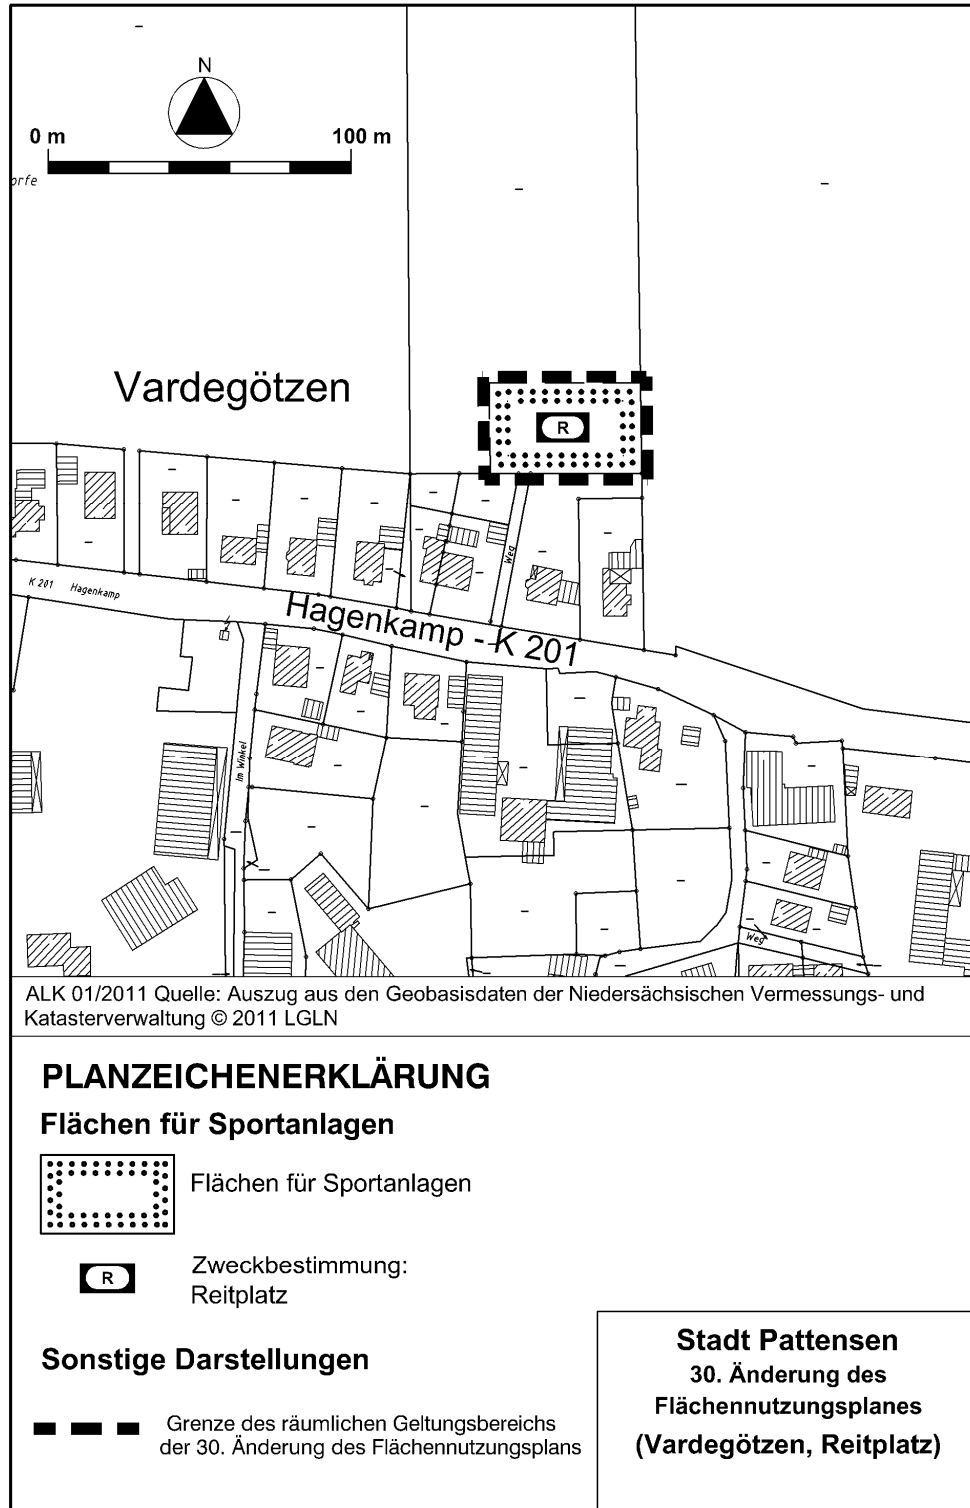 N
0 m 100 m
orfe
Vardegötzen
R
Weg
K 201 Hagenkamp
Hagenkamp - K 201
Im Winkel
Weg
ALK 01/2011 Quelle: Auszug aus den Geobasisdaten der Niedersächsischen Vermessungs- und
Katasterverwaltung © 2011 LGLN
PLANZEICHENERKLÄRUNG
Flächen für Sportanlagen
Flächen für Sportanlagen
R
Zweckbestimmung:
Reitplatz
Sonstige Darstellungen
Grenze des räumlichen Geltungsbereichs
der 30. Änderung des Flächennutzungsplans
Stadt Pattensen
30. Änderung des
Flächennutzungsplanes
(Vardegötzen, Reitplatz)